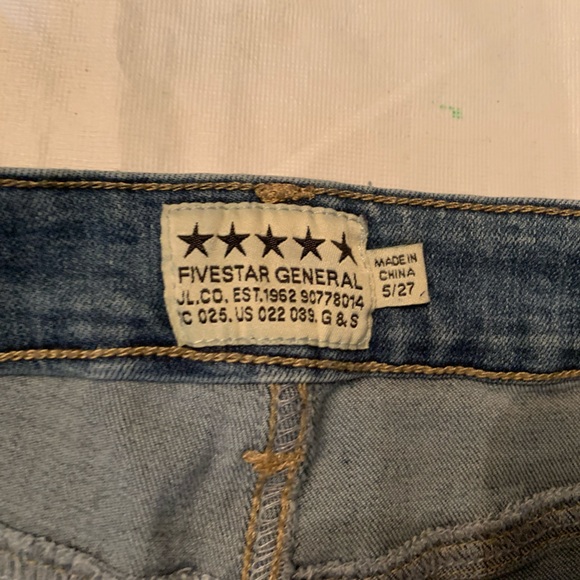 FIVESTAR GENERAL
JL.CO. EST.1962 90778014
C 025. US 022 039. G & S
MADE IN
CHINA
5/27